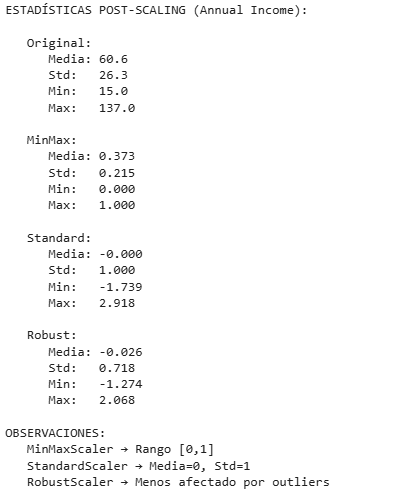 ESTADÍSTICAS POST-SCALING (Annual Income):
Original:
Media: 60.6
Std: 26.3
Min: 15.0
Max: 137.0
MinMax:
Media: 0.373
Std: 0.215
Min: 0.000
Max: 1.000
Standard:
Media: -0.000
Std: 1.000
Min: -1.739
Max: 2.918
Robust:
Media: -0.026
Std: 0.718
Min: -1.274
Max: 2.068
OBSERVACIONES:
MinMaxScaler → Rango [0,1]
StandardScaler → Media=0, Std=1
RobustScaler → Menos afectado por outliers